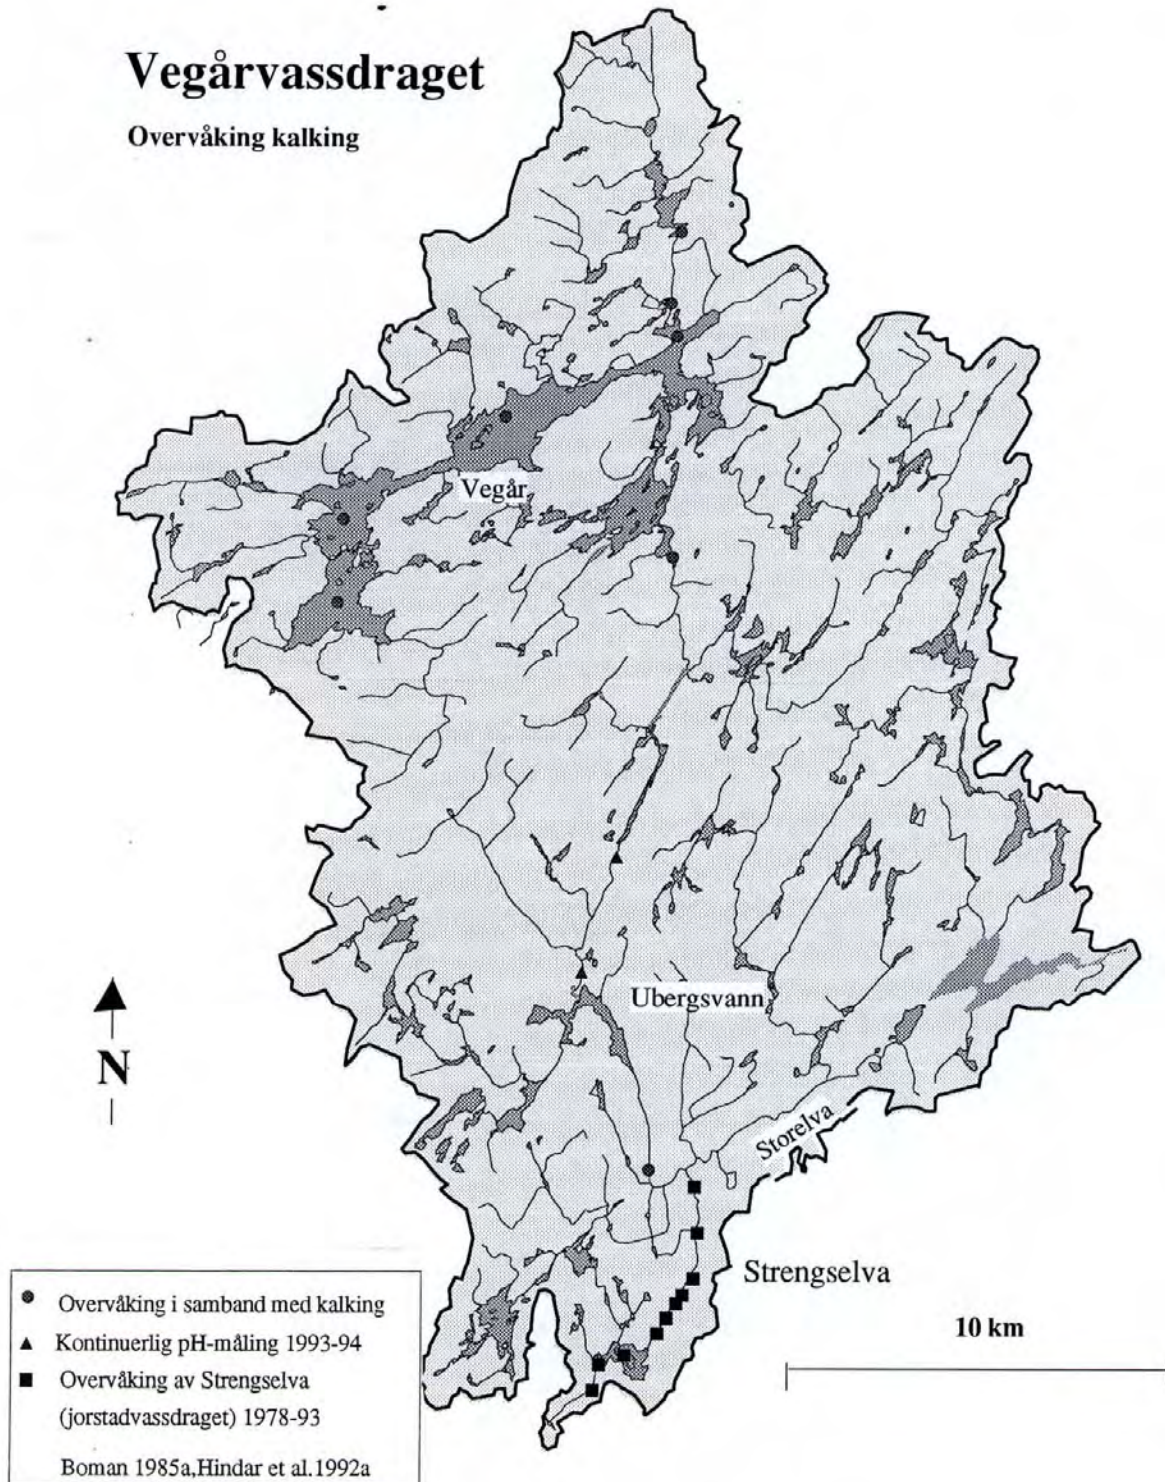 Vegårvassdraget
Overvåking kalking
Vegår
Ubergsvann
N
Storelva
Strengselva
10 km
Overvåking i samband med kalking
Kontinuerlig pH-måling 1993-94
Overvåking av Strengselva
(jorstadvassdraget) 1978-93
Boman 1985a,Hindar et al.1992a